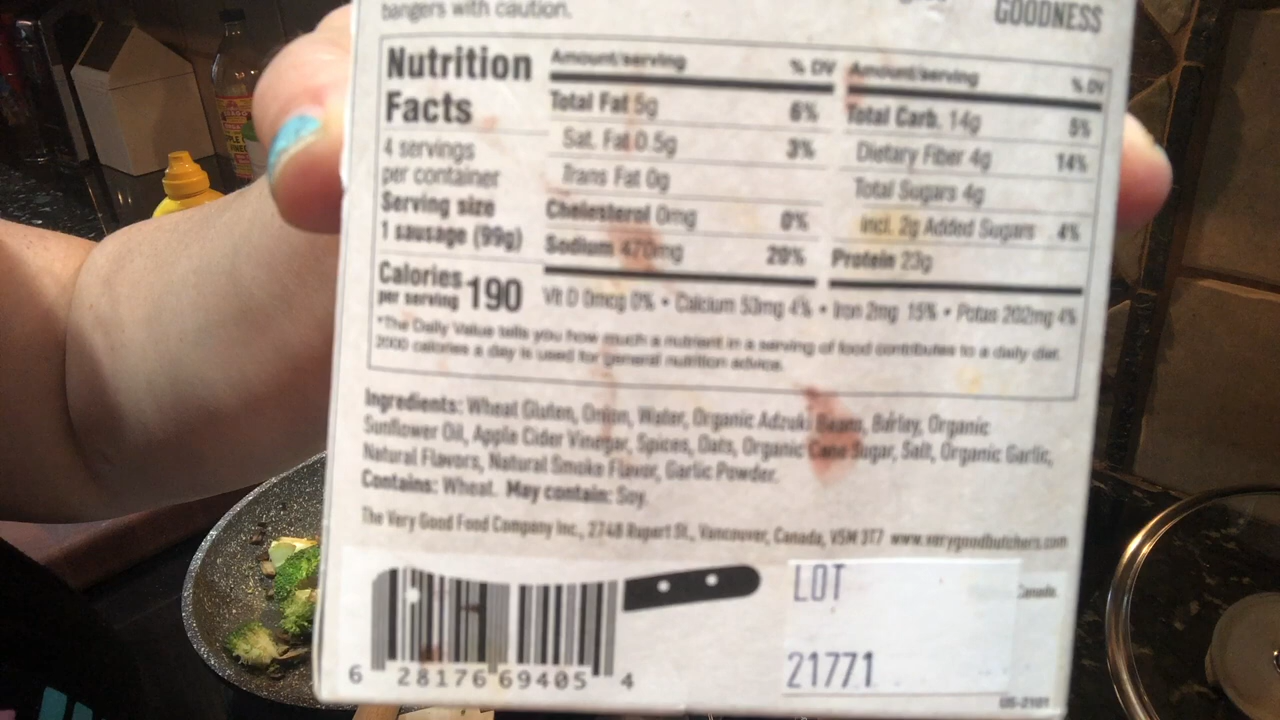 bangers with caution.
GOODNESS
Nutrition
Facts
4 servings
per container
Serving size
1 sausage (99g)
Calories
per serving 190
Amount/serving % DV
Total Fat 5g 6%
Sat. Fat 0.5g 3%
Trans Fat 0g
Cholesterol 0mg 0%
Sodium 470mg 20%
Amount/serving % DV
Total Carb. 14g 5%
Dietary Fiber 4g 14%
Total Sugars 4g
incl. 2g Added Sugars 4%
Protein 23g
Vit D 0mcg 0% • Calcium 53mg 4% • Iron 2mg 15% • Potas 202mg 4%
*The Daily Value tells you how much a nutrient in a serving of food contributes to a daily diet.
2000 calories a day is used for general nutrition advice.
Ingredients: Wheat Gluten, Onion, Water, Organic Adzuki Beans, Barley, Organic
Sunflower Oil, Apple Cider Vinegar, Spices, Oats, Organic Cane Sugar, Salt, Organic Garlic,
Natural Flavors, Natural Smoke Flavor, Garlic Powder.
Contains: Wheat. May contain: Soy.
The Very Good Food Company Inc., 2748 Rupert St., Vancouver, Canada, V5M 3T7 www.verygoodbutchers.com
Canada.
LOT
21771
6 28176 69405 4
US-2101